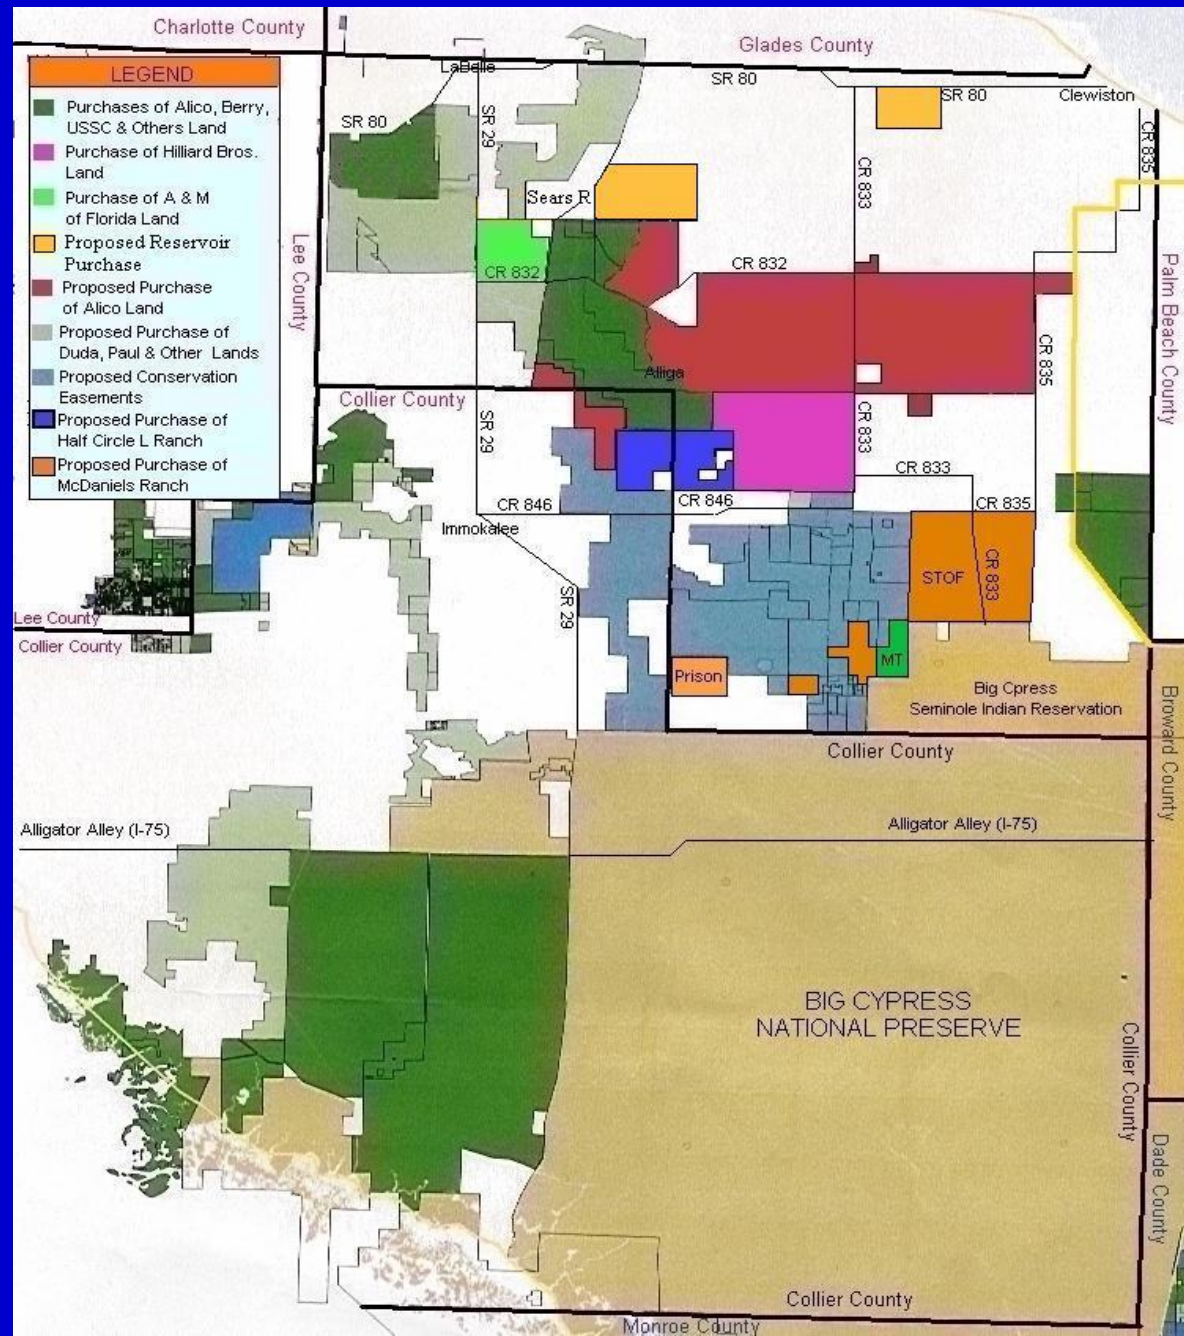 Charlotte County
Glades County
LEGEND
Purchases of Alico, Berry,
USSC & Others Land
Purchase of Hilliard Bros.
Land
Purchase of A & M
of Florida Land
Proposed Reservoir
Purchase
Proposed Purchase
of Alico Land
Proposed Purchase of
Duda, Paul & Other Lands
Proposed Conservation
Easements
Proposed Purchase of
Half Circle L Ranch
Proposed Purchase of
McDaniels Ranch
LaBelle
SR 80
SR 80
Clewiston
SR 80
SR 29
CR 833
CR 835
Sears R
Lee County
CR 832
CR 832
Palm Beach County
CR 835
Alliga
Collier County
SR 29
CR 833
CR 833
CR 846
CR 846
CR 835
Immokalee
STOF
CR 833
SR 29
Lee County
Collier County
MT
Prison
Big Cpress
Seminole Indian Reservation
Collier County
Broward County
Alligator Alley (I-75)
Alligator Alley (I-75)
BIG CYPRESS
NATIONAL PRESERVE
Collier County
Dade County
Collier County
Monroe County